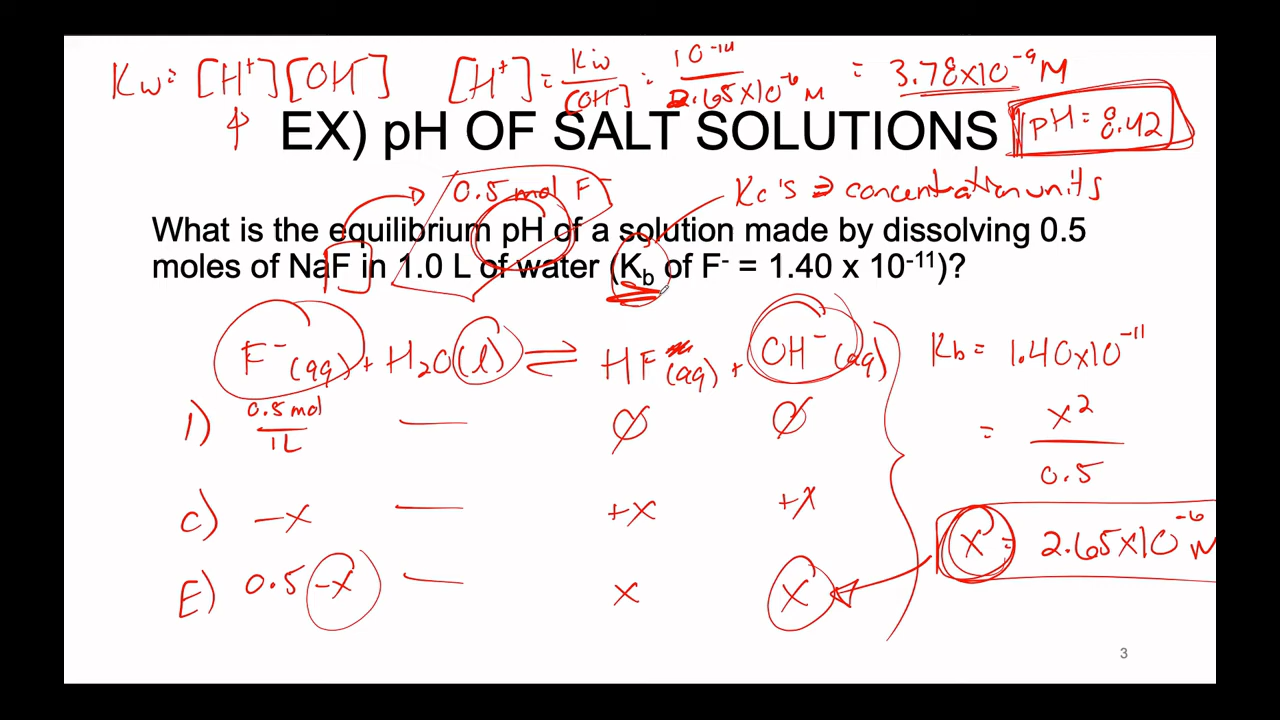 Kw = [H⁺][OH⁻] [H⁺] = Kw/[OH⁻] = 10⁻¹⁴/2.65x10⁻⁶ M = 3.78x10⁻⁹ M
EX) pH OF SALT SOLUTIONS
pH = 8.42
0.5 mol F⁻
Kc's ⇒ concentration units
What is the equilibrium pH of a solution made by dissolving 0.5
moles of NaF in 1.0 L of water (Kb of F- = 1.40 x 10-11)?
F⁻(aq) + H₂O(l) ⇌ HF(aq) + OH⁻(aq)
Kb = 1.40x10⁻¹¹
I) 0.5 mol/1L — ∅ ∅
= x²/0.5
C) -x — +x +x
x = 2.65x10⁻⁶ M
E) 0.5 -x — x x
3